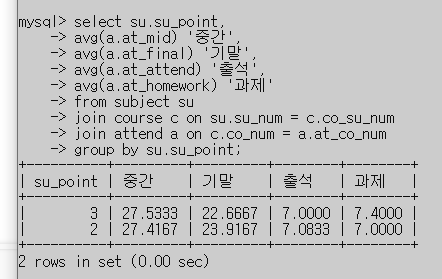 mysql> select su.su_point,
    -> avg(a.at_mid) '중간',
    -> avg(a.at_final) '기말',
    -> avg(a.at_attend) '출석',
    -> avg(a.at_homework) '과제'
    -> from subject su
    -> join course c on su.su_num = c.co_su_num
    -> join attend a on c.co_num = a.at_co_num
    -> group by su.su_point;
+----------+---------+---------+--------+--------+
| su_point | 중간 | 기말 | 출석 | 과제 |
+----------+---------+---------+--------+--------+
| 3 | 27.5333 | 22.6667 | 7.0000 | 7.4000 |
| 2 | 27.4167 | 23.9167 | 7.0833 | 7.0000 |
+----------+---------+---------+--------+--------+
2 rows in set (0.00 sec)